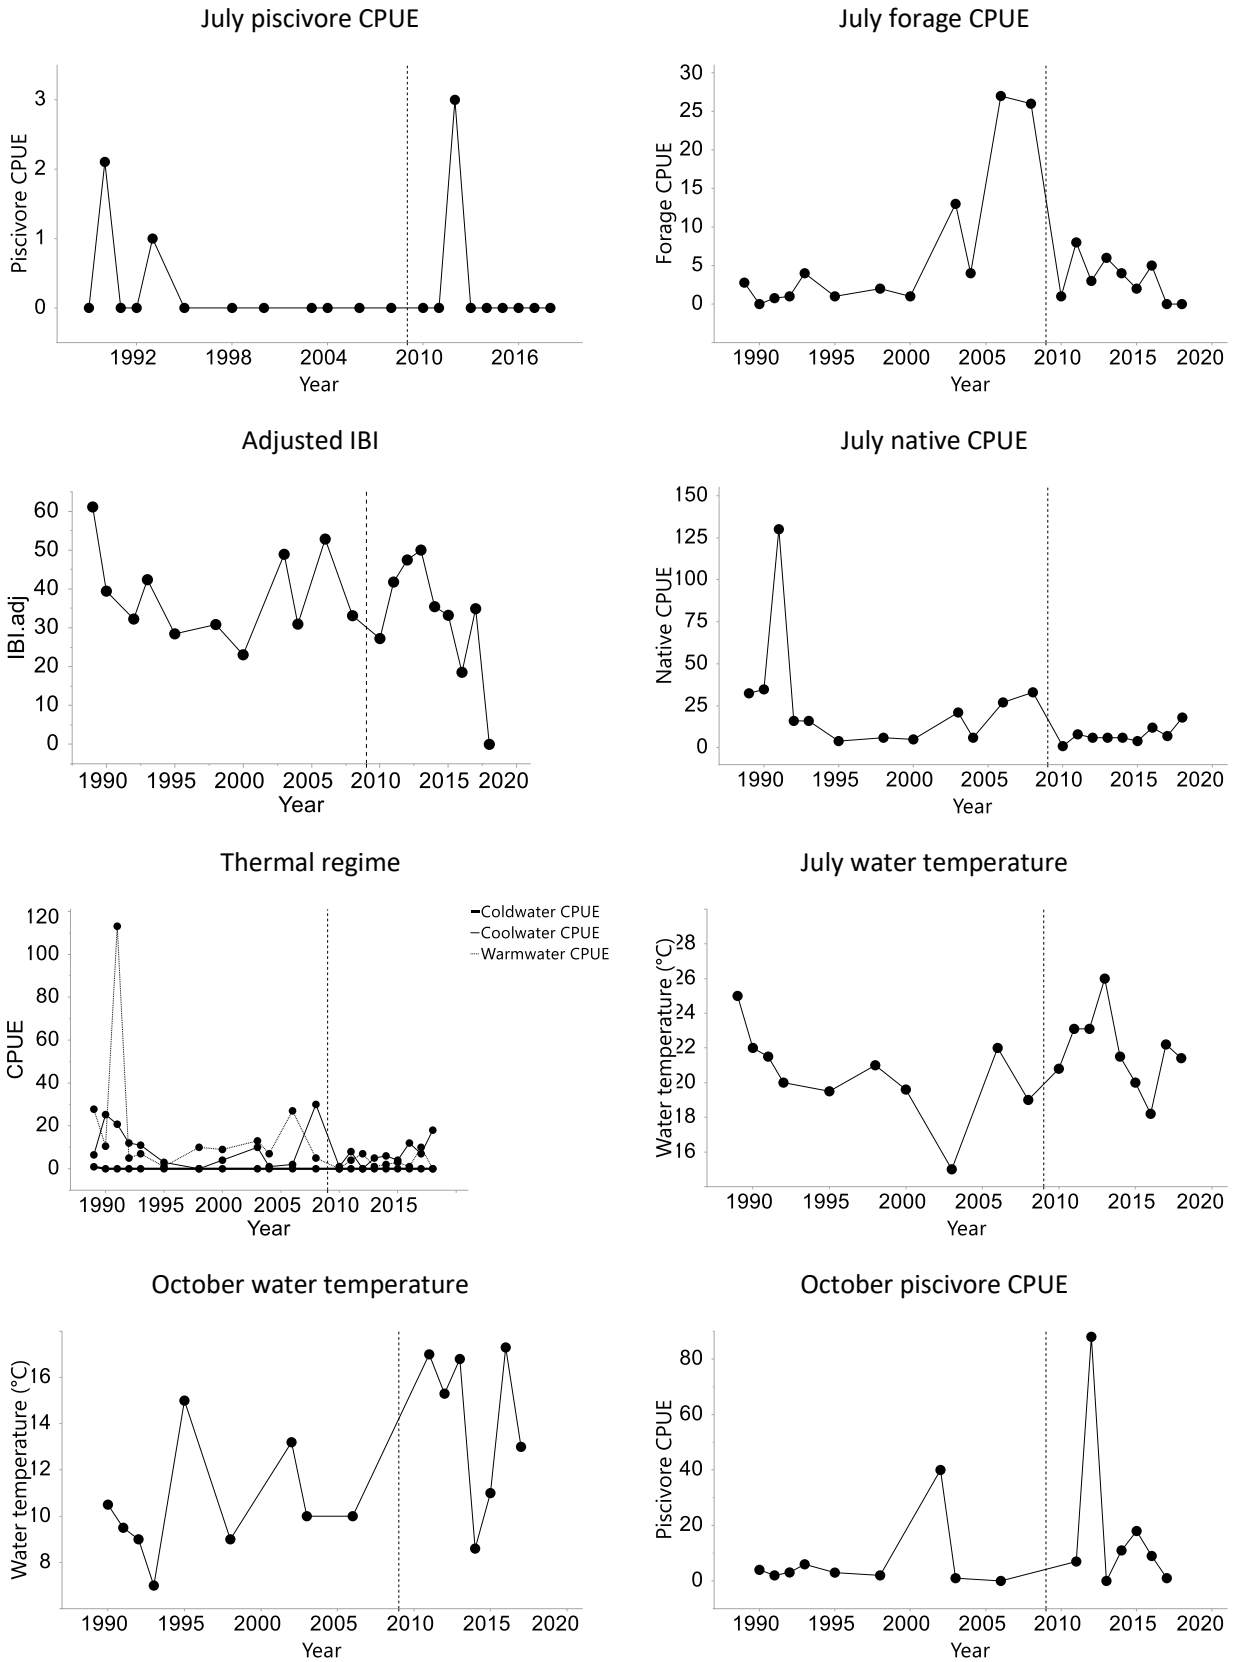 July piscivore CPUE
Piscivore CPUE
3
2
1
0
1992 1998 2004 2010 2016
Year
July forage CPUE
Forage CPUE
30
25
20
15
10
5
0
1990 1995 2000 2005 2010 2015 2020
Year
Adjusted IBI
IBI.adj
60
50
40
30
20
10
0
1990 1995 2000 2005 2010 2015 2020
Year
July native CPUE
Native CPUE
150
125
100
75
50
25
0
1990 1995 2000 2005 2010 2015 2020
Year
Thermal regime
CPUE
120
100
80
60
40
20
0
1990 1995 2000 2005 2010 2015
Year
Coldwater CPUE
Coolwater CPUE
Warmwater CPUE
July water temperature
Water temperature (°C)
28
26
24
22
20
18
16
1990 1995 2000 2005 2010 2015 2020
Year
October water temperature
Water temperature (°C)
16
14
12
10
8
1990 1995 2000 2005 2010 2015 2020
Year
October piscivore CPUE
Piscivore CPUE
80
60
40
20
0
1990 1995 2000 2005 2010 2015 2020
Year